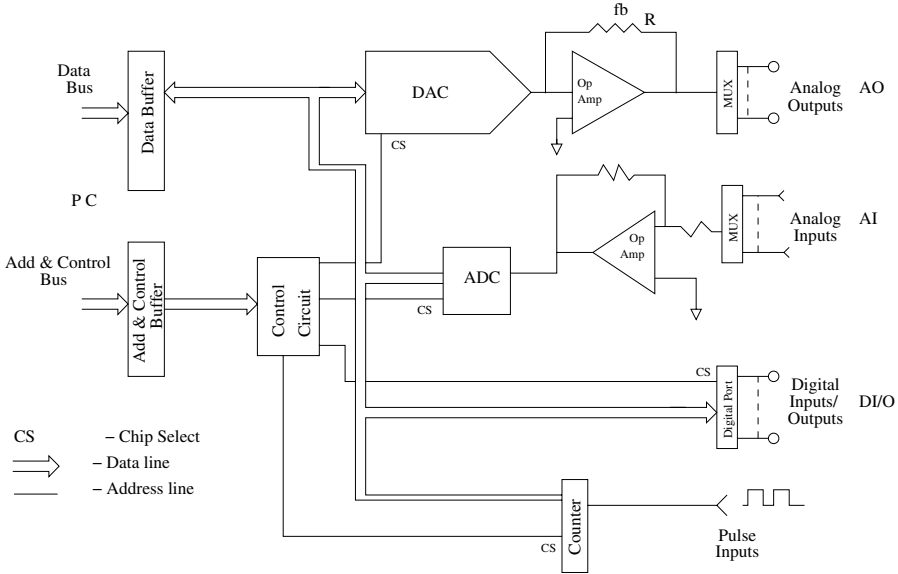 fb
R
Data
Bus
Data Buffer
DAC
Op
Amp
MUX
Analog
Outputs
AO
CS
P C
Op
Amp
MUX
Analog
Inputs
AI
Add & Control
Bus
Add & Control
Buffer
Control
Circuit
ADC
CS
CS
Digital Port
Digital
Inputs/
Outputs
DI/O
CS – Chip Select
– Data line
– Address line
Counter
CS
Pulse
Inputs